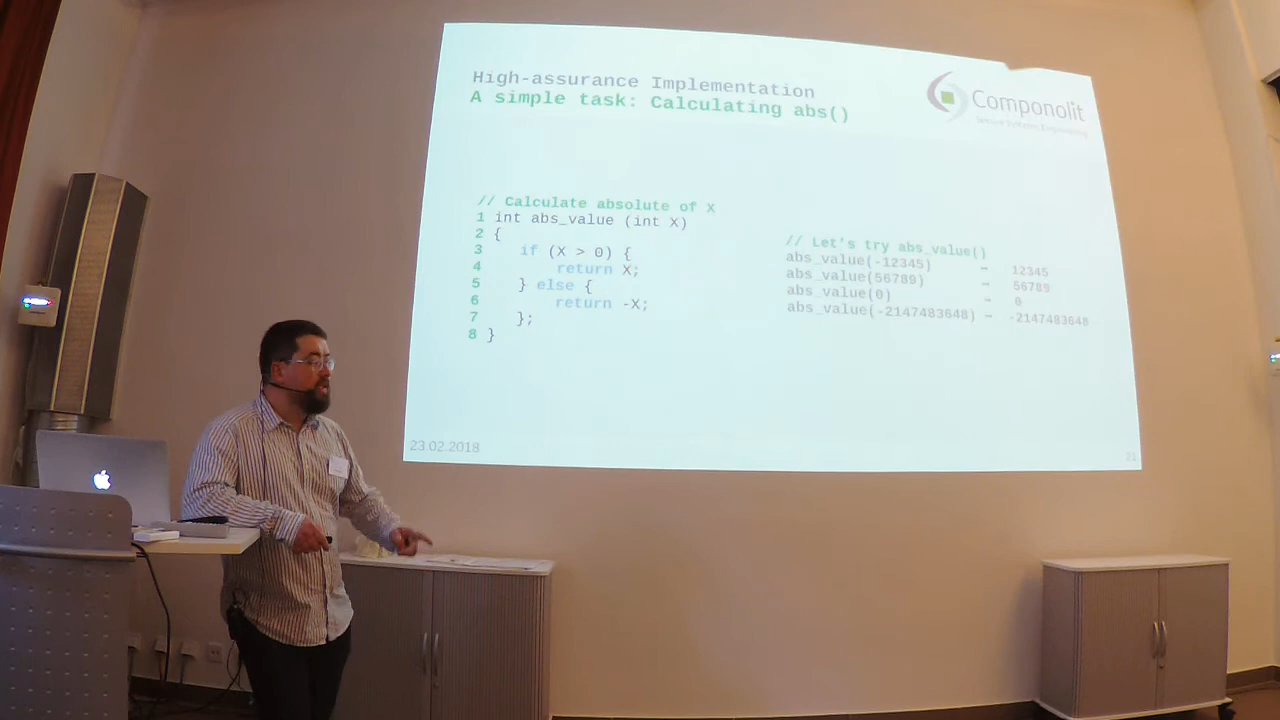 High-assurance Implementation
A simple task: Calculating abs()
Componolit
// Calculate absolute of X
1 int abs_value (int X)
2 {
3 if (X > 0) {
4 return X;
5 } else {
6 return -X;
7 };
8 }
// Let's try abs_value()
abs_value(-12345) → 12345
abs_value(56789) → 56789
abs_value(0) → 0
abs_value(-2147483648) → -2147483648
23.02.2018